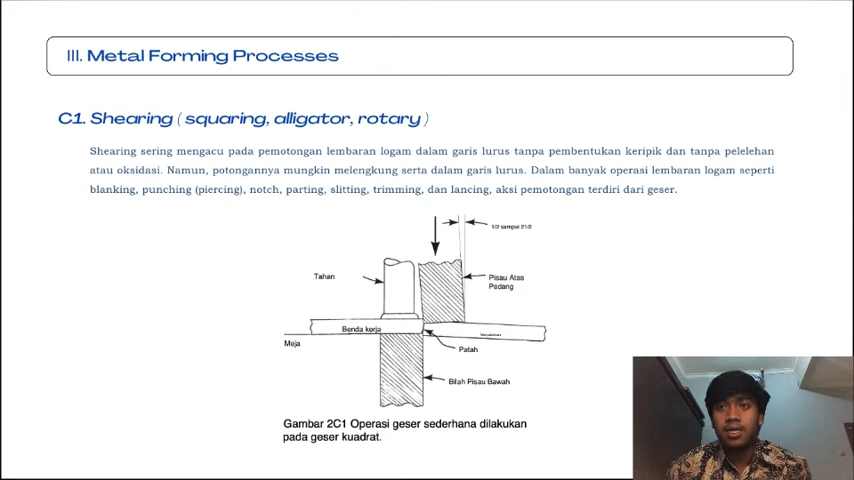 III. Metal Forming Processes
C1. Shearing ( squaring, alligator, rotary )
Shearing sering mengacu pada pemotongan lembaran logam dalam garis lurus tanpa pembentukan keripik dan tanpa pelelehan
atau oksidasi. Namun, potongannya mungkin melengkung serta dalam garis lurus. Dalam banyak operasi lembaran logam seperti
blanking, punching (piercing), notch, parting, slitting, trimming, dan lancing, aksi pemotongan terdiri dari geser.
1/2 sampai 21/2
Tahan
Pisau Atas
Pedang
Benda kerja
Meja
Patah
Bilah Pisau Bawah
Gambar 2C1 Operasi geser sederhana dilakukan
pada geser kuadrat.